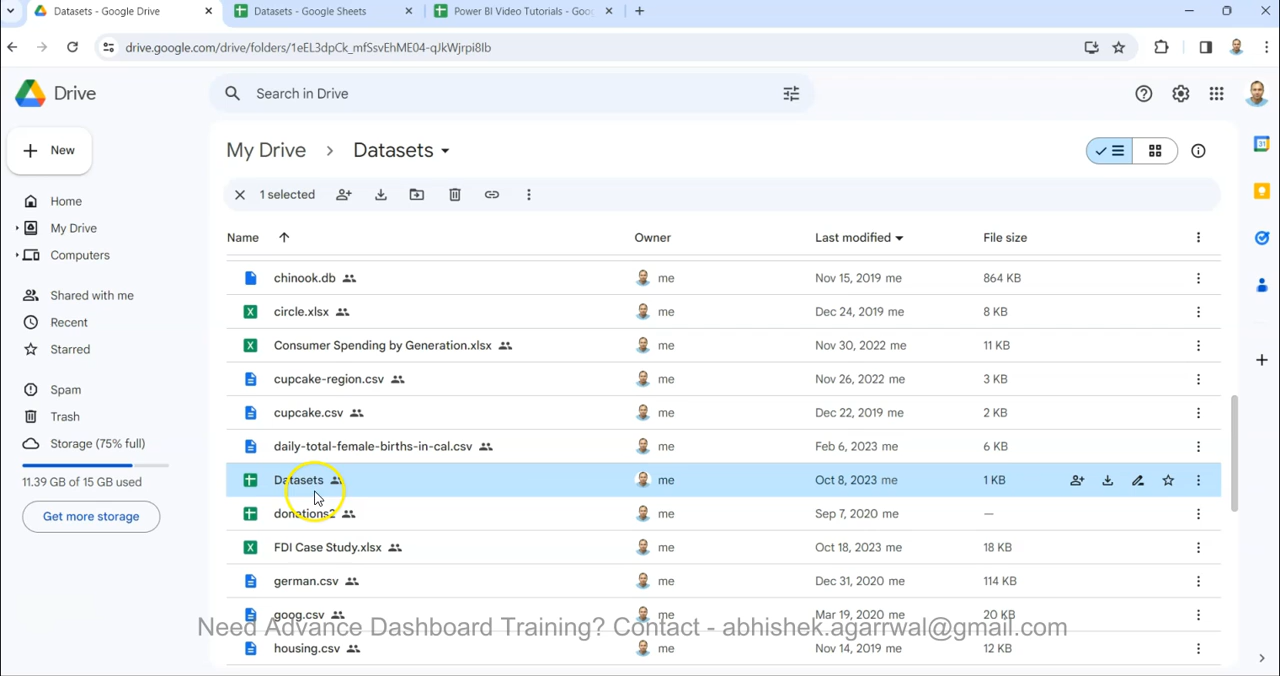 Datasets - Google Drive
Datasets - Google Sheets
Power BI Video Tutorials - Goo
drive.google.com/drive/folders/1eEL3dpCk_mfSsvEhME04-qJkWjrpi8lb
Drive
Search in Drive
New
My Drive
Datasets
1 selected
Home
My Drive
Computers
Shared with me
Recent
Starred
Spam
Trash
Storage (75% full)
11.39 GB of 15 GB used
Get more storage
Name Owner Last modified File size
chinook.db me Nov 15, 2019 me 864 KB
circle.xlsx me Dec 24, 2019 me 8 KB
Consumer Spending by Generation.xlsx me Nov 30, 2022 me 11 KB
cupcake-region.csv me Nov 26, 2022 me 3 KB
cupcake.csv me Dec 22, 2019 me 2 KB
daily-total-female-births-in-cal.csv me Feb 6, 2023 me 6 KB
Datasets me Oct 8, 2023 me 1 KB
donations2 me Sep 7, 2020 me —
FDI Case Study.xlsx me Oct 18, 2023 me 18 KB
german.csv me Dec 31, 2020 me 114 KB
goog.csv me Mar 19, 2020 me 20 KB
Need Advance Dashboard Training? Contact - abhishek.agarrwal@gmail.com
housing.csv me Nov 14, 2019 me 12 KB
31